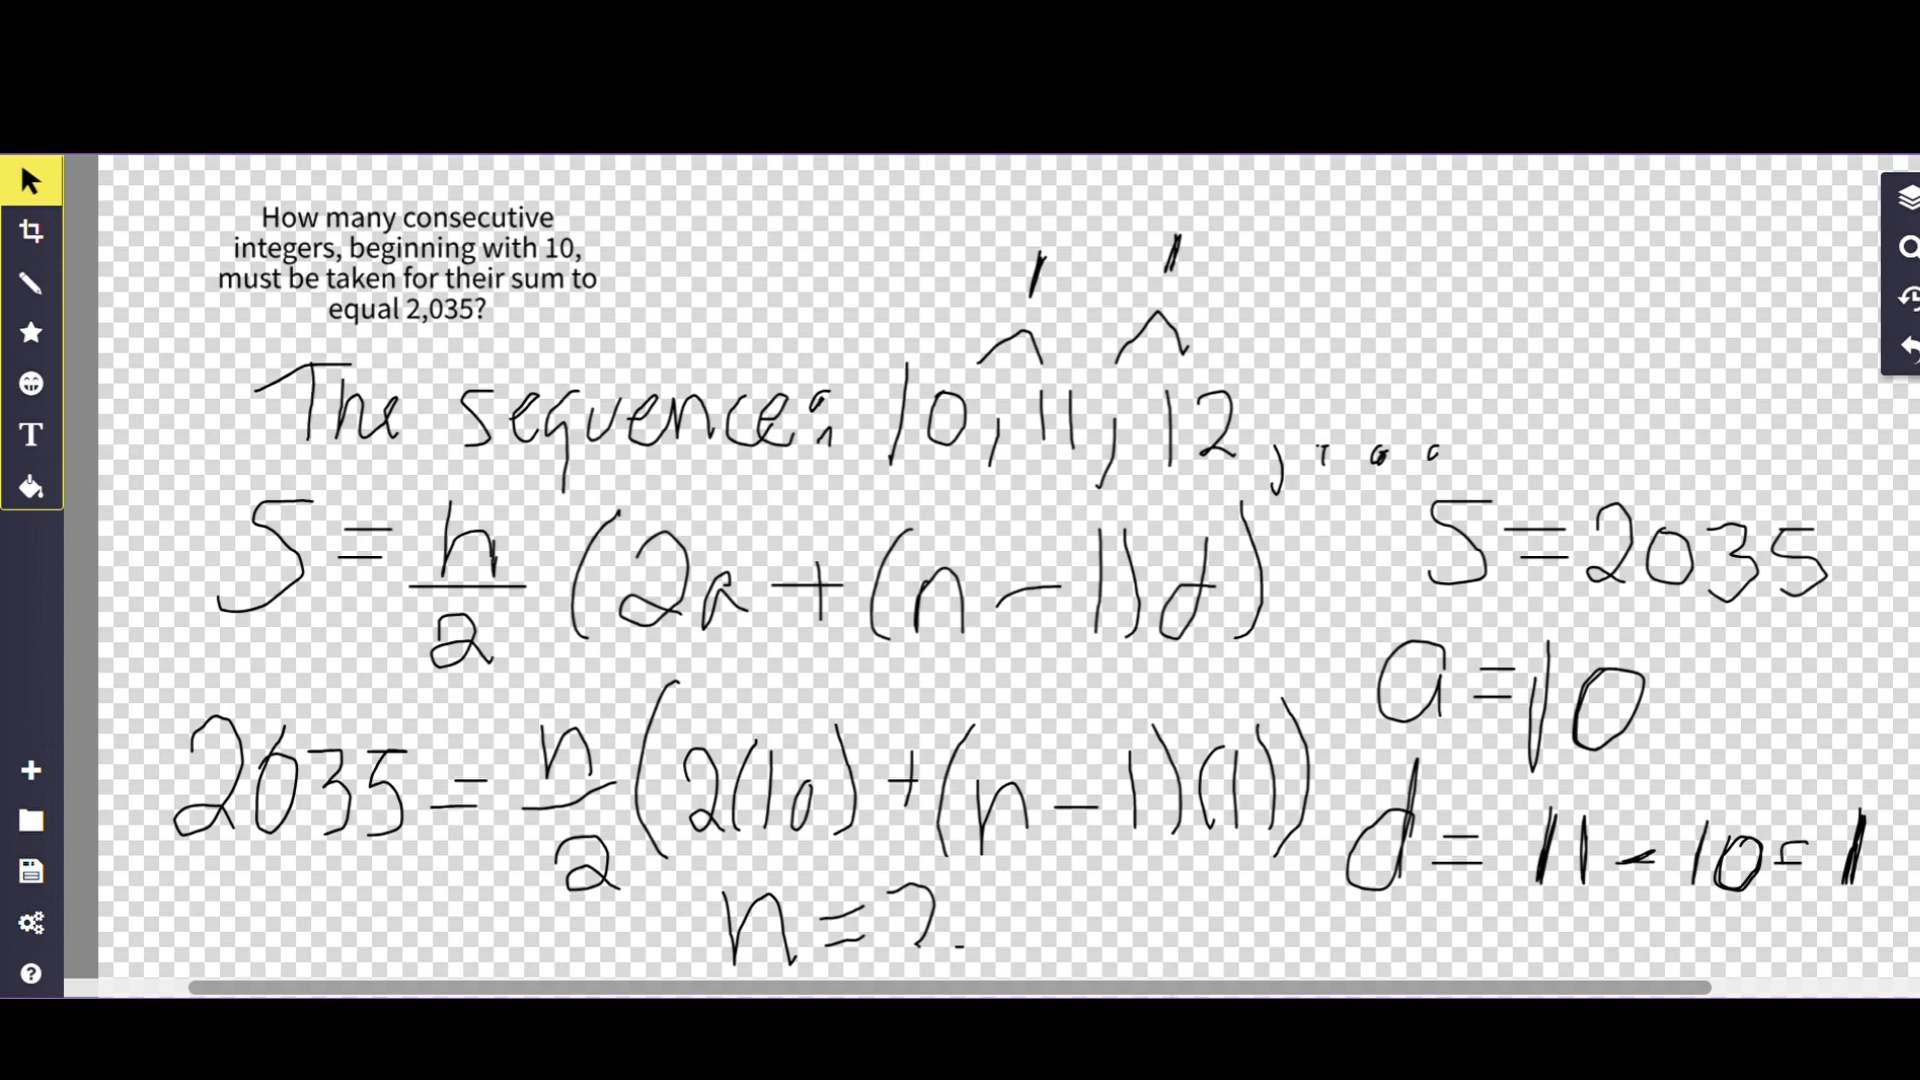 How many consecutive
integers, beginning with 10,
must be taken for their sum to
equal 2,035?
1 1
The sequence: 10, 11, 12, ...
S = n/2 (2a + (n - 1)d)
S = 2035
a = 10
2035 = n/2 (2(10) + (n - 1)(1))
d = 11 - 10 = 1
n = ?
T
?